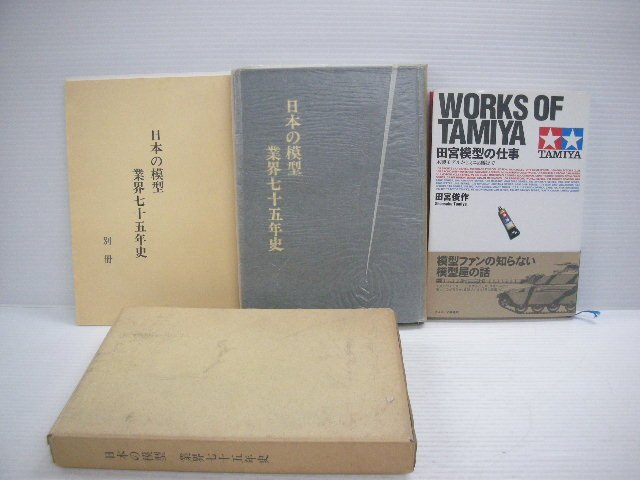 日本の模型
業界七十五年史
別冊
日本の模型
業界七十五年史
WORKS OF
TAMIYA
田宮模型の仕事
TAMIYA
田宮俊作
Shunsaku Tamiya
模型ファンの知らない
模型屋の話
日本の模型 業界七十五年史